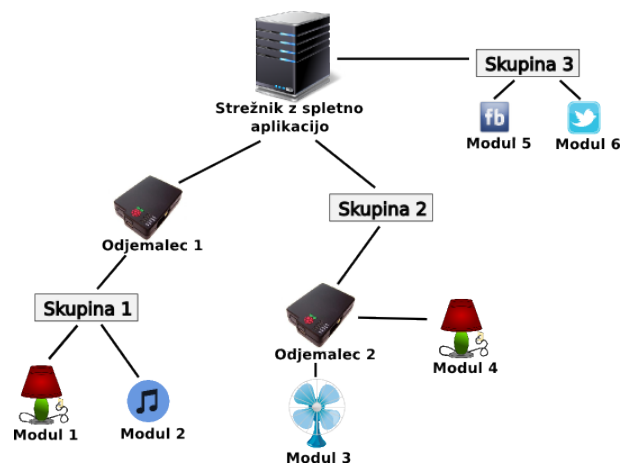 Strežnik z spletno
aplikacijo
Skupina 3
fb
Modul 5
Modul 6
Odjemalec 1
Skupina 2
Skupina 1
Odjemalec 2
Modul 1
Modul 2
Modul 3
Modul 4